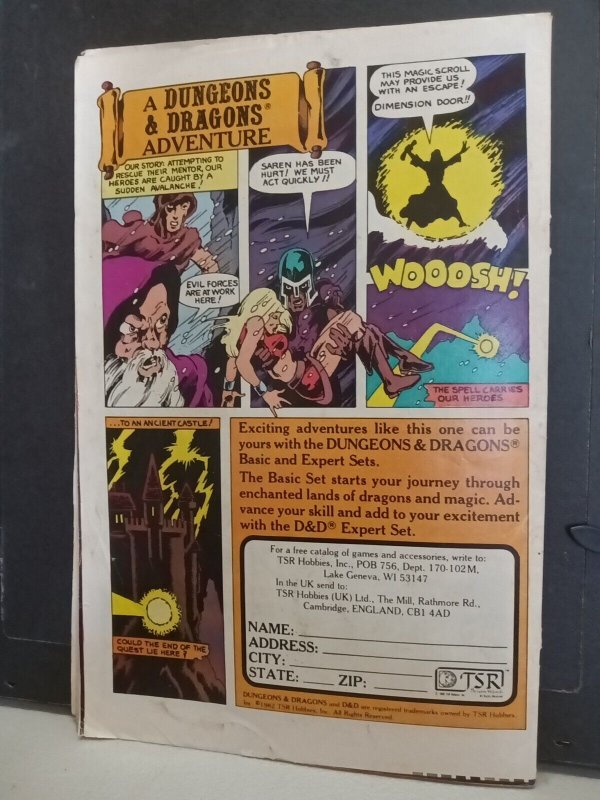 A DUNGEONS
& DRAGONS®
ADVENTURE
OUR STORY: ATTEMPTING TO
RESCUE THEIR MENTOR, OUR
HEROES ARE CAUGHT BY A
SUDDEN AVALANCHE!
EVIL FORCES
ARE AT WORK
HERE!
SAREN HAS BEEN
HURT! WE MUST
ACT QUICKLY!!
THIS MAGIC SCROLL
MAY PROVIDE US
WITH AN ESCAPE!
DIMENSION DOOR!!
WOOOSH!
THE SPELL CARRIES
OUR HEROES
...TO AN ANCIENT CASTLE!
COULD THE END OF THE
QUEST LIE HERE?
Exciting adventures like this one can be
yours with the DUNGEONS & DRAGONS®
Basic and Expert Sets.
The Basic Set starts your journey through
enchanted lands of dragons and magic. Ad-
vance your skill and add to your excitement
with the D&D® Expert Set.
For a free catalog of games and accessories, write to:
TSR Hobbies, Inc., POB 756, Dept. 170-102M,
Lake Geneva, WI 53147
In the UK send to:
TSR Hobbies (UK) Ltd., The Mill, Rathmore Rd.,
Cambridge, ENGLAND, CB1 4AD
NAME:
ADDRESS:
CITY:
STATE: ZIP:
TSR
DUNGEONS & DRAGONS and D&D are registered trademarks owned by TSR Hobbies,
Inc. ©1982 TSR Hobbies, Inc. All Rights Reserved.